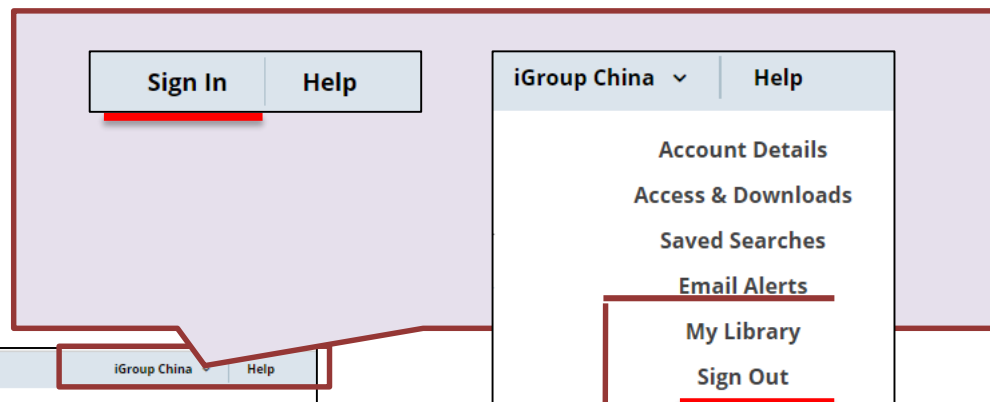 Sign In Help
iGroup China Help
Account Details
Access & Downloads
Saved Searches
Email Alerts
My Library
Sign Out
iGroup China Help